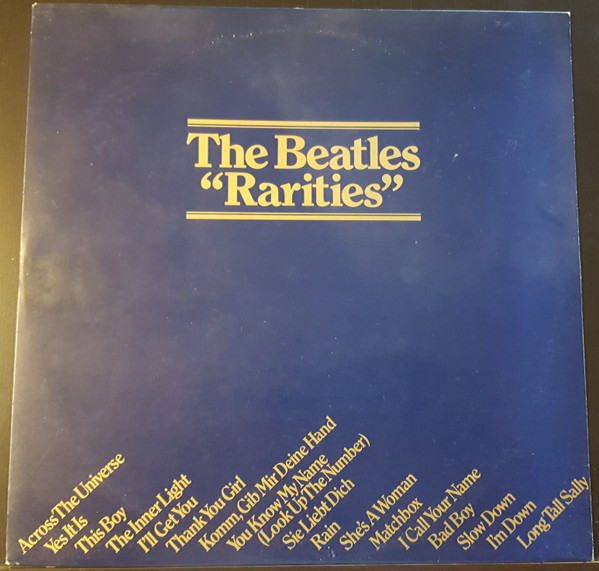 The Beatles
“Rarities”
Across The Universe
Yes It Is
This Boy
The Inner Light
I'll Get You
Thank You Girl
Komm, Gib Mir Deine Hand
You Know My Name
(Look Up The Number)
Sie Liebt Dich
Rain
She's A Woman
Matchbox
I Call Your Name
Bad Boy
Slow Down
I'm Down
Long Tall Sally